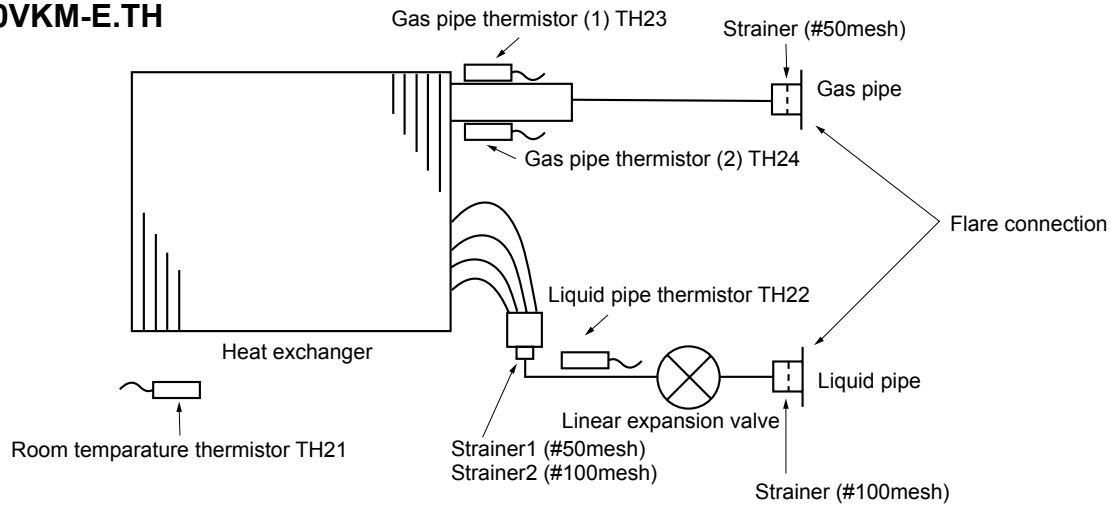 0VKM-E.TH
Gas pipe thermistor (1) TH23
Strainer (#50mesh)
Gas pipe
Gas pipe thermistor (2) TH24
Flare connection
Liquid pipe thermistor TH22
Heat exchanger
Liquid pipe
Linear expansion valve
Room temparature thermistor TH21
Strainer1 (#50mesh)
Strainer2 (#100mesh)
Strainer (#100mesh)